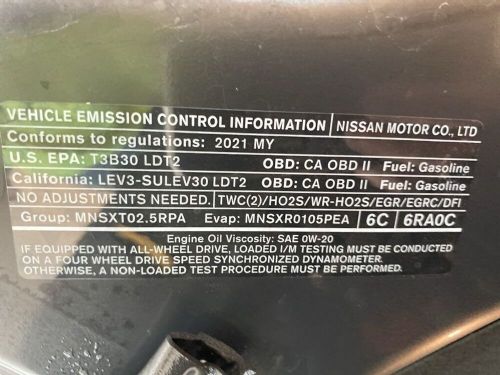 VEHICLE EMISSION CONTROL INFORMATION NISSAN MOTOR CO., LTD
Conforms to regulations: 2021 MY
U.S. EPA: T3B30 LDT2 OBD: CA OBD II Fuel: Gasoline
California: LEV3-SULEV30 LDT2 OBD: CA OBD II Fuel: Gasoline
NO ADJUSTMENTS NEEDED. TWC(2)/HO2S/WR-HO2S/EGR/EGRC/DFI
Group: MNSXT02.5RPA Evap: MNSXR0105PEA 6C 6RA0C
Engine Oil Viscosity: SAE 0W-20
IF EQUIPPED WITH ALL-WHEEL DRIVE, LOADED I/M TESTING MUST BE CONDUCTED
ON A FOUR WHEEL DRIVE SPEED SYNCHRONIZED DYNAMOMETER.
OTHERWISE, A NON-LOADED TEST PROCEDURE MUST BE PERFORMED.